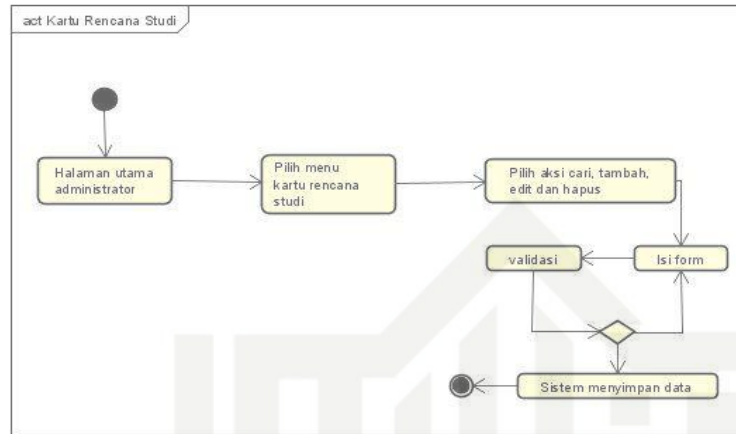 act Kartu Rencana Studi
Halaman utama
administrator
Pilih menu
kartu rencana
studi
Pilih aksi cari, tambah,
edit dan hapus
validasi
Isi form
Sistem menyimpan data